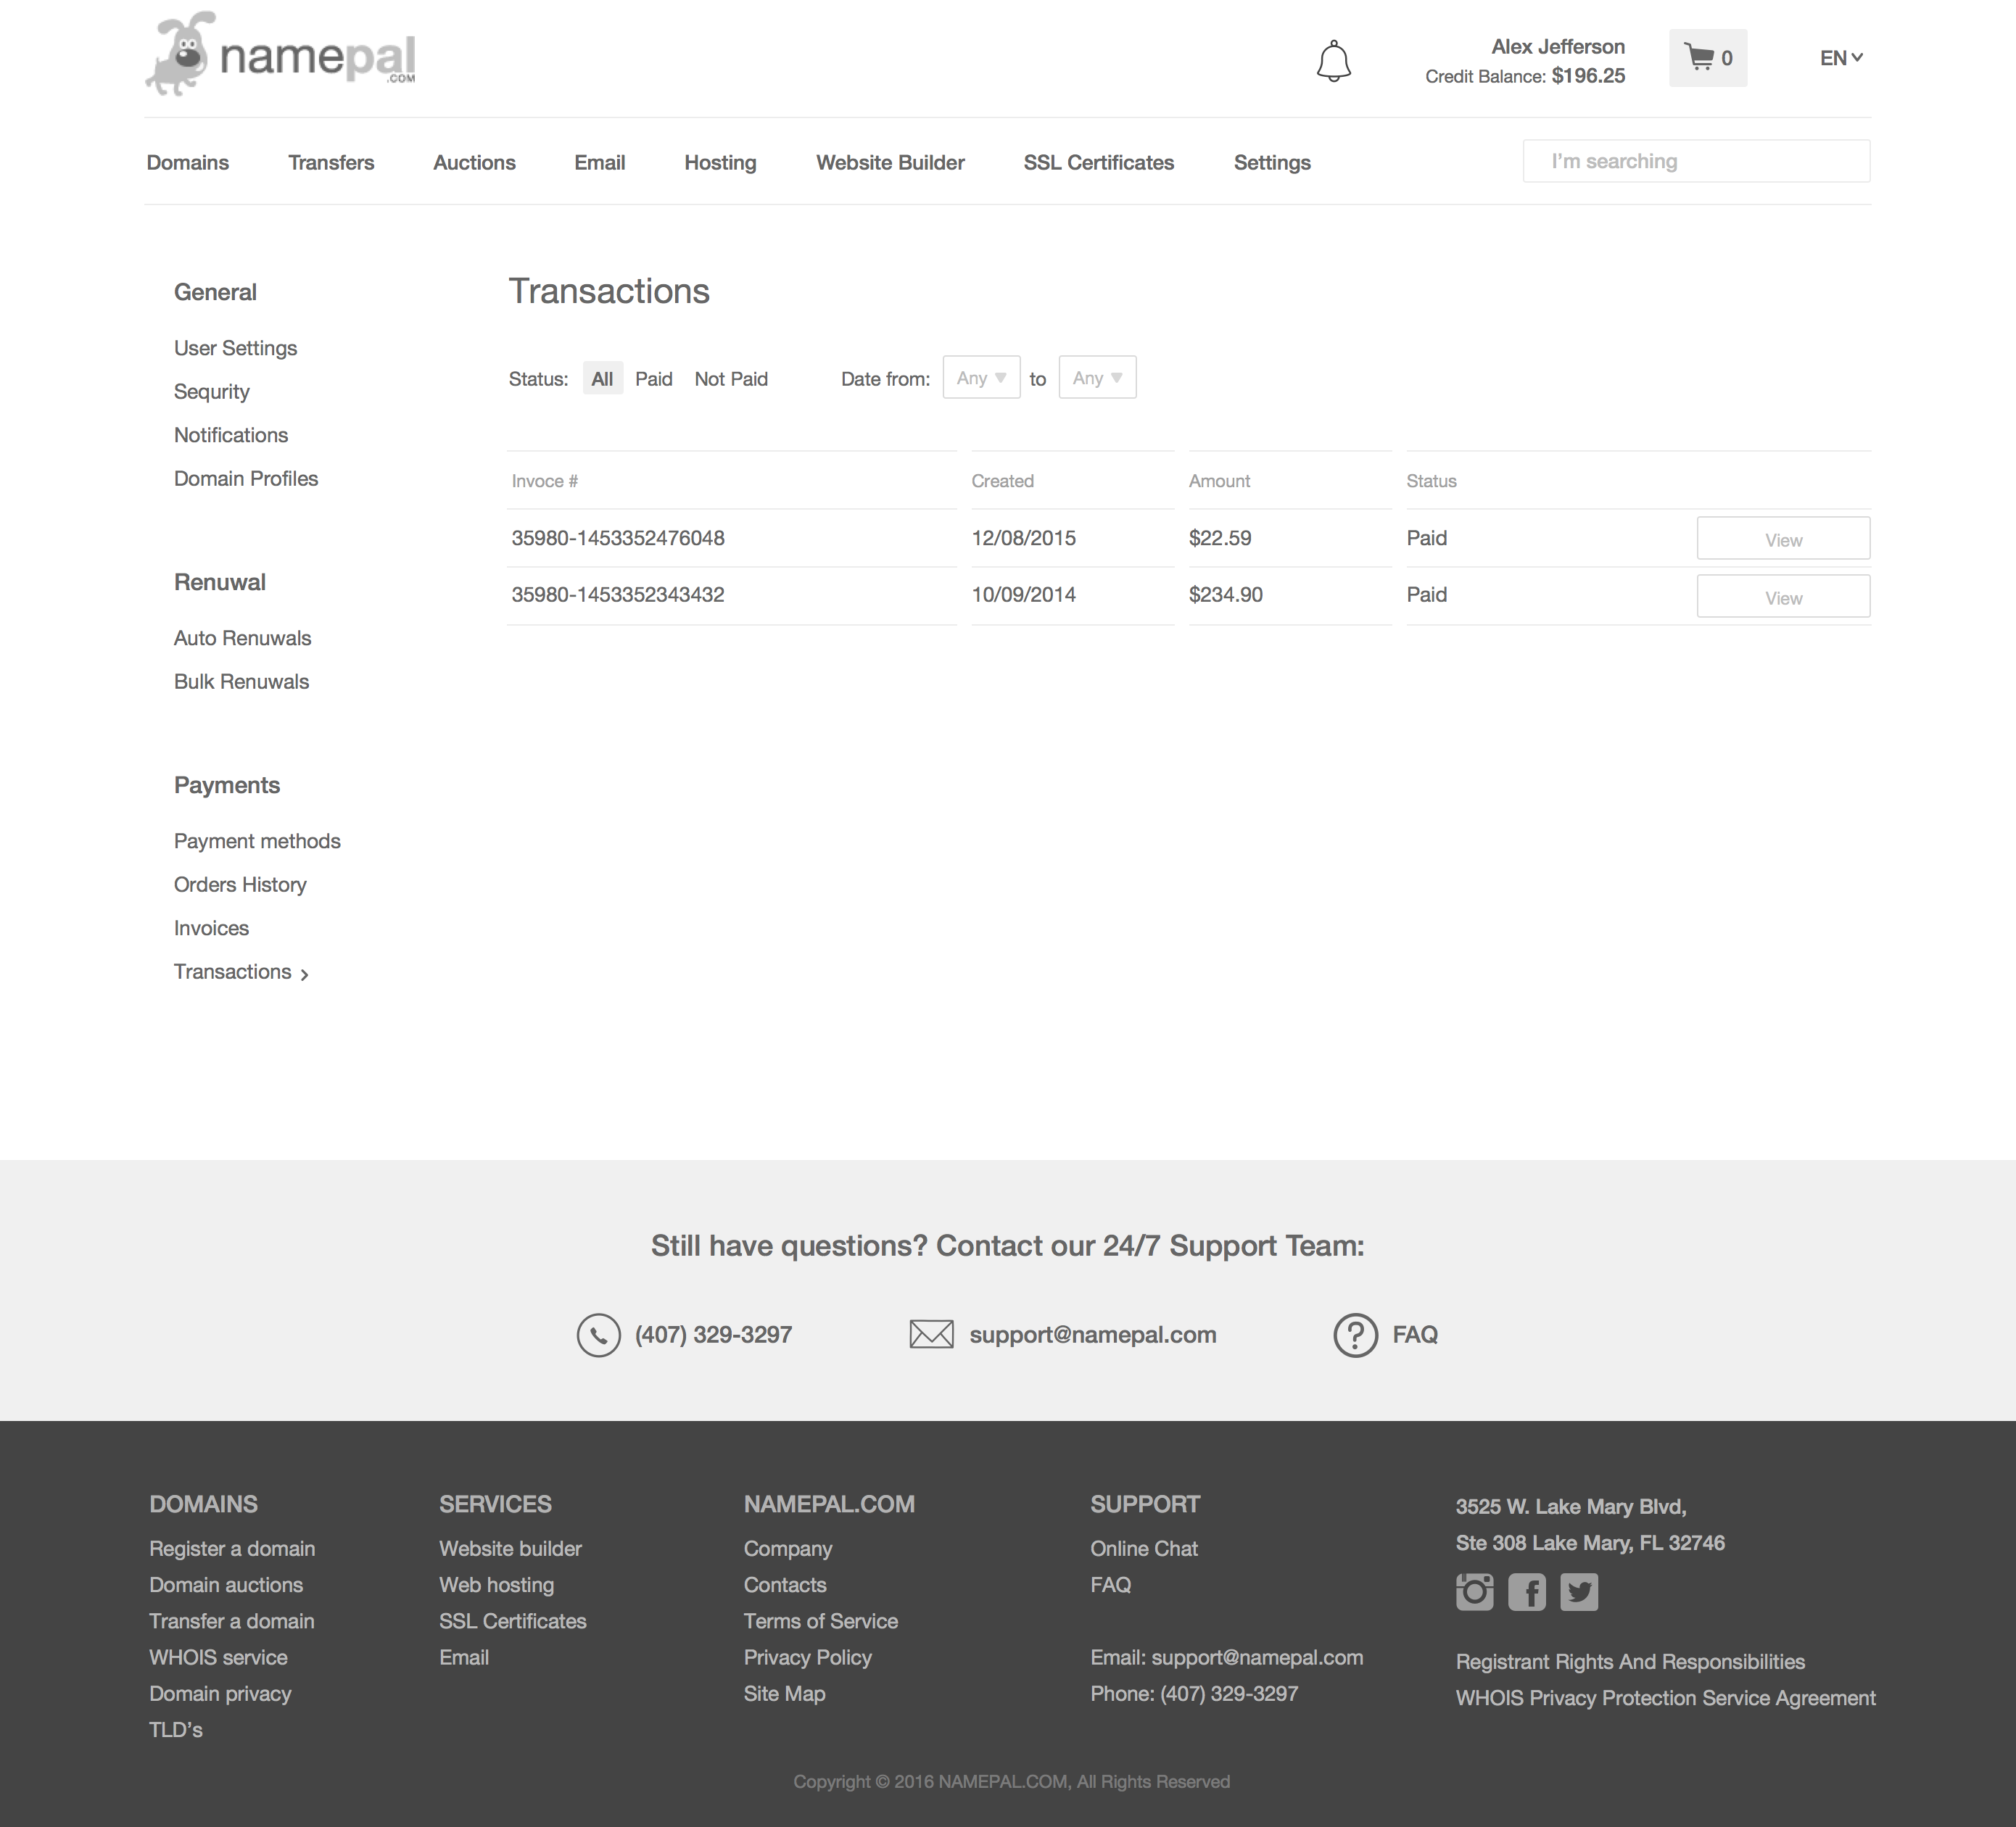 namepal
.COM
Alex Jefferson
Credit Balance: $196.25
0
EN
Domains Transfers Auctions Email Hosting Website Builder SSL Certificates Settings
I'm searching
General
User Settings
Sequrity
Notifications
Domain Profiles
Renuwal
Auto Renuwals
Bulk Renuwals
Payments
Payment methods
Orders History
Invoices
Transactions
Transactions
Status: All Paid Not Paid Date from: Any to Any
Invoce # Created Amount Status
35980-1453352476048 12/08/2015 $22.59 Paid View
35980-1453352343432 10/09/2014 $234.90 Paid View
Still have questions? Contact our 24/7 Support Team:
(407) 329-3297 support@namepal.com FAQ
DOMAINS
Register a domain
Domain auctions
Transfer a domain
WHOIS service
Domain privacy
TLD's
SERVICES
Website builder
Web hosting
SSL Certificates
Email
NAMEPAL.COM
Company
Contacts
Terms of Service
Privacy Policy
Site Map
SUPPORT
Online Chat
FAQ
Email: support@namepal.com
Phone: (407) 329-3297
3525 W. Lake Mary Blvd,
Ste 308 Lake Mary, FL 32746
Registrant Rights And Responsibilities
WHOIS Privacy Protection Service Agreement
Copyright © 2016 NAMEPAL.COM, All Rights Reserved